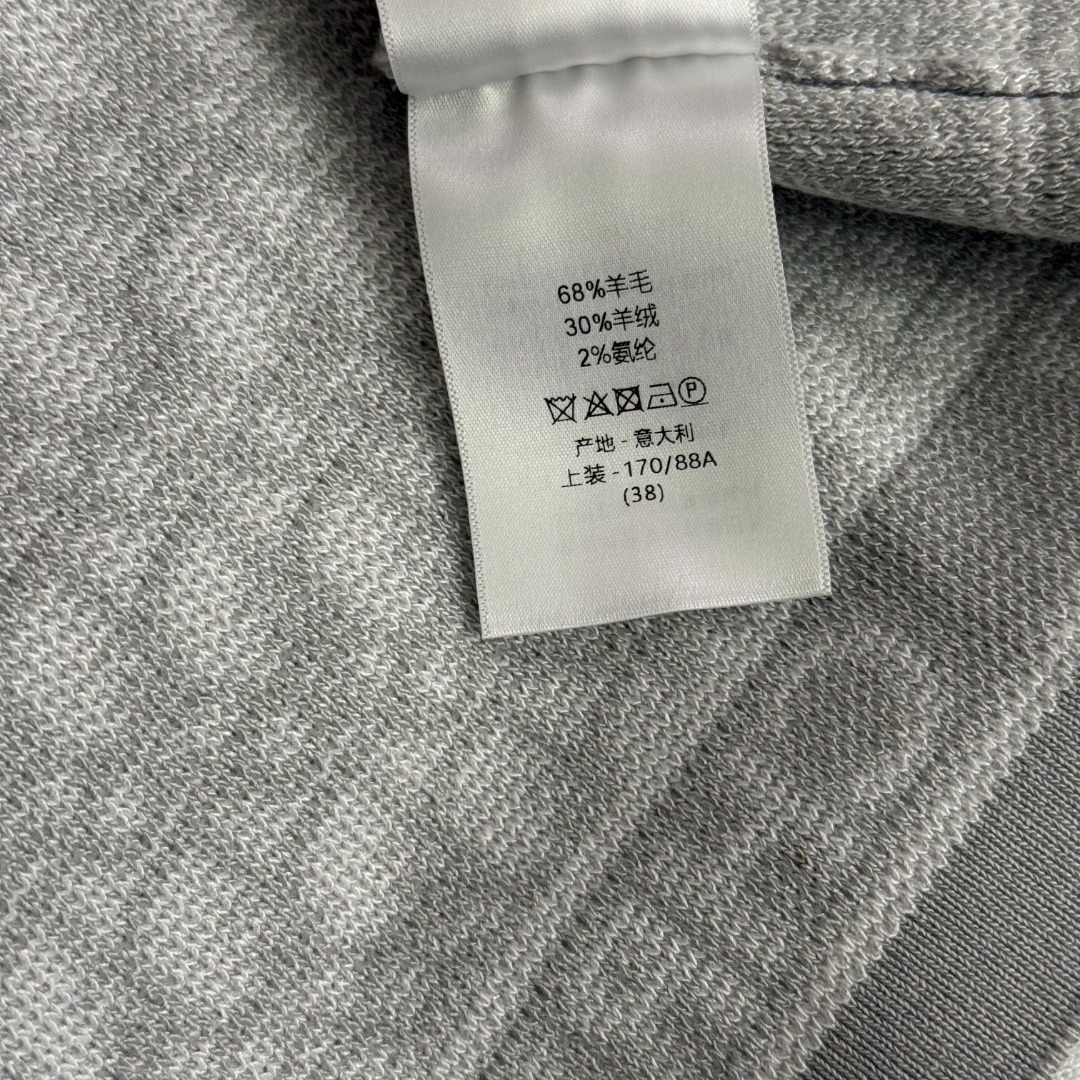 68%羊毛
30%羊绒
2%氨纶
P
产地 - 意大利
上装 - 170/88A
(38)